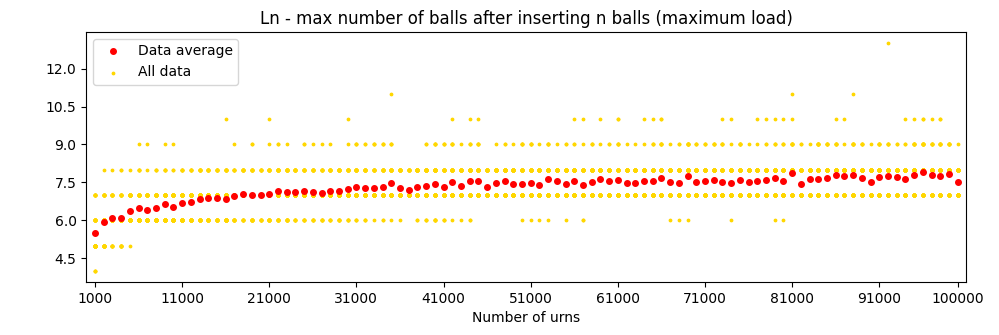 Ln - max number of balls after inserting n balls (maximum load)
Data average
All data
12.0
10.5
9.0
7.5
6.0
4.5
1000 11000 21000 31000 41000 51000 61000 71000 81000 91000 100000
Number of urns